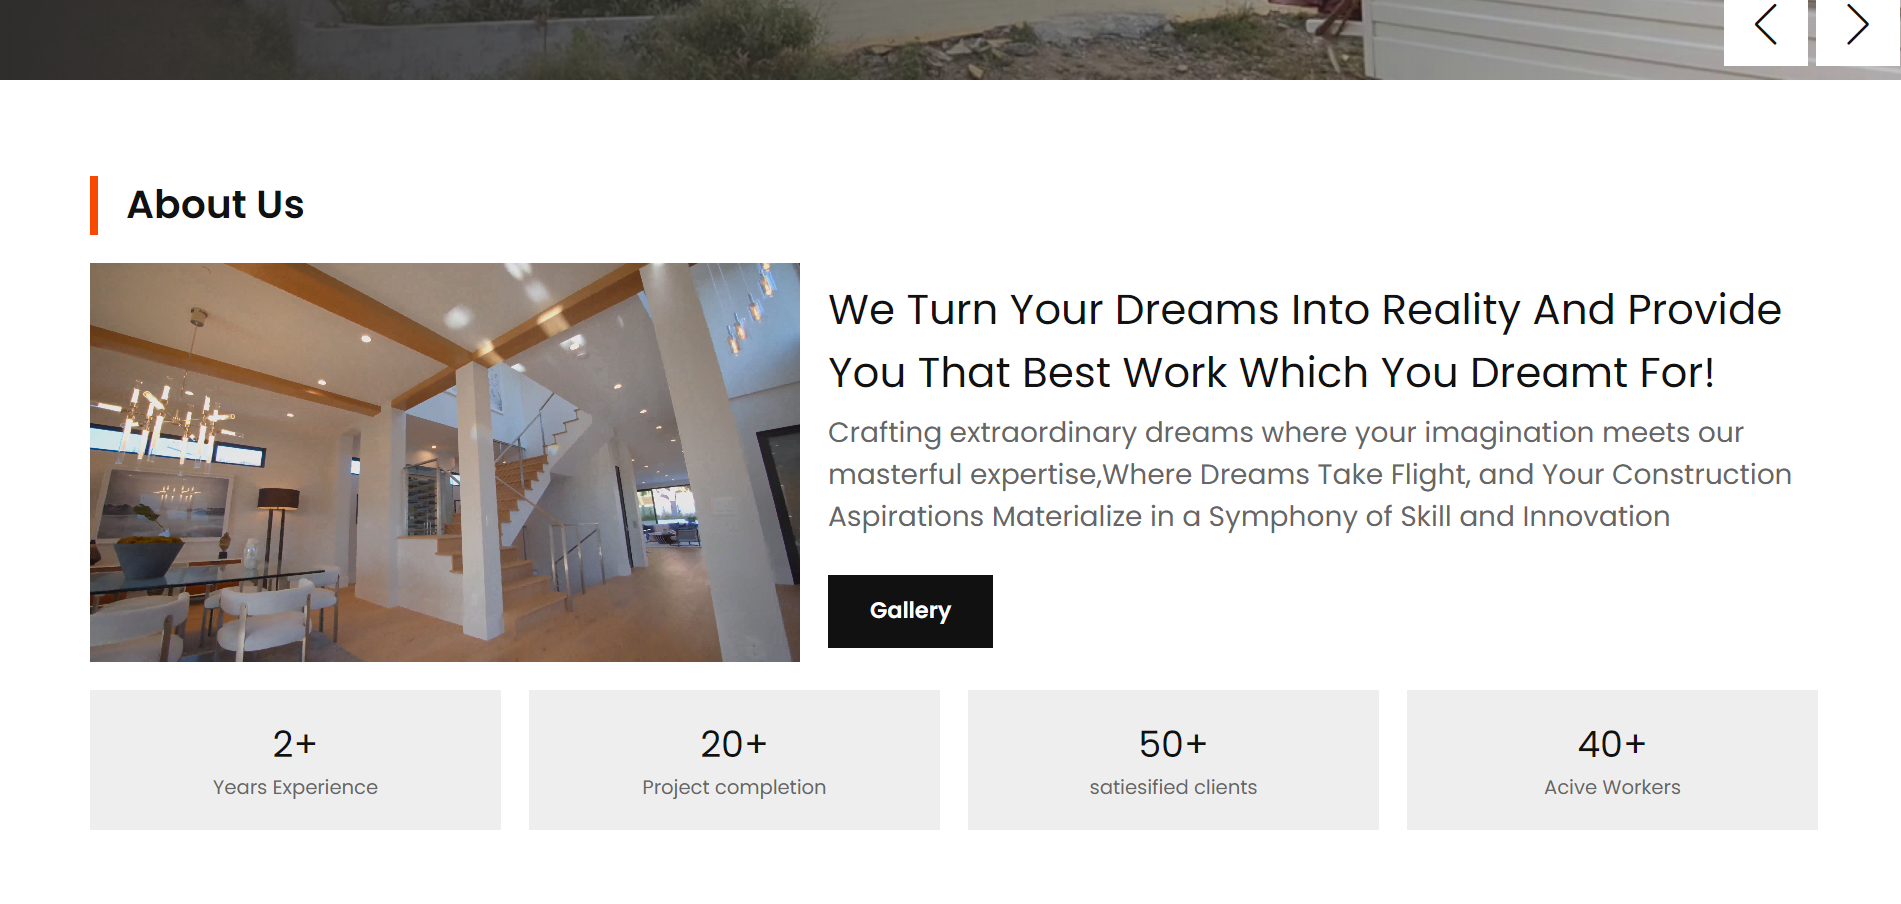 About Us
We Turn Your Dreams Into Reality And Provide
You That Best Work Which You Dreamt For!
Crafting extraordinary dreams where your imagination meets our
masterful expertise,Where Dreams Take Flight, and Your Construction
Aspirations Materialize in a Symphony of Skill and Innovation
Gallery
2+
Years Experience
20+
Project completion
50+
satiesified clients
40+
Acive Workers